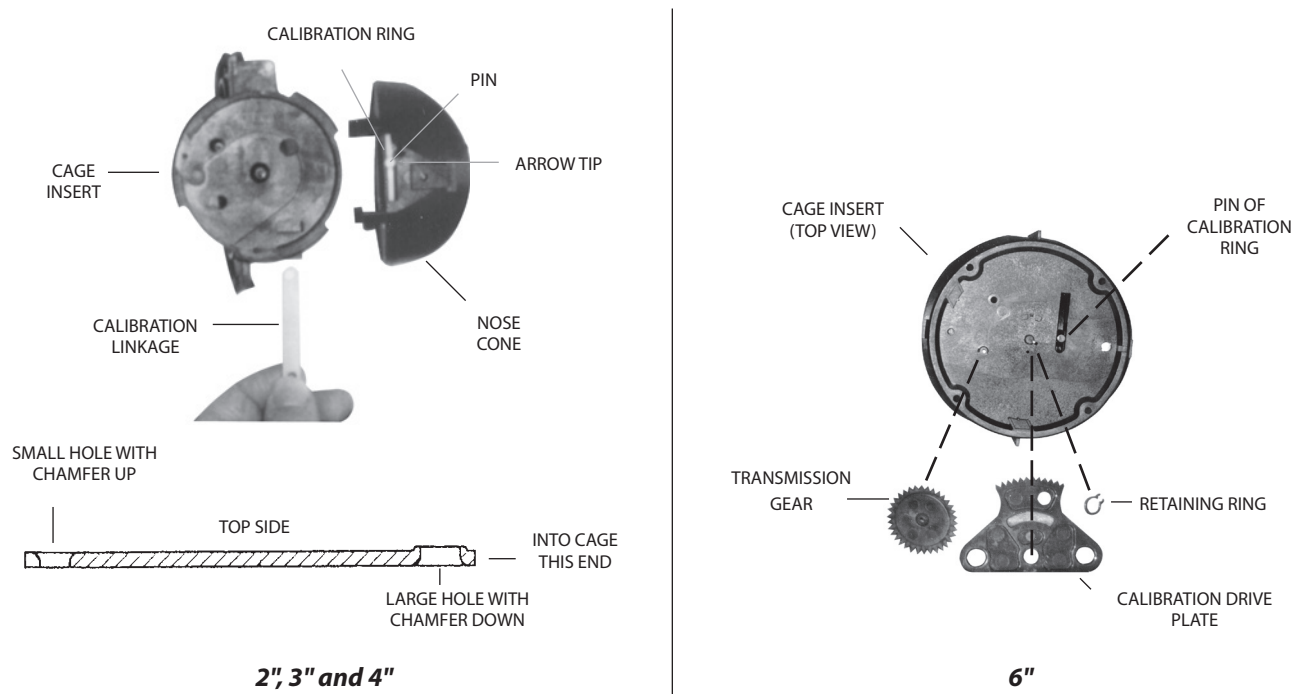 CALIBRATION RING
PIN
ARROW TIP
CAGE
INSERT
CALIBRATION
LINKAGE
NOSE
CONE
SMALL HOLE WITH
CHAMFER UP
TOP SIDE
INTO CAGE
THIS END
LARGE HOLE WITH
CHAMFER DOWN
2", 3" and 4"
CAGE INSERT
(TOP VIEW)
PIN OF
CALIBRATION
RING
TRANSMISSION
GEAR
RETAINING RING
CALIBRATION DRIVE
PLATE
6"